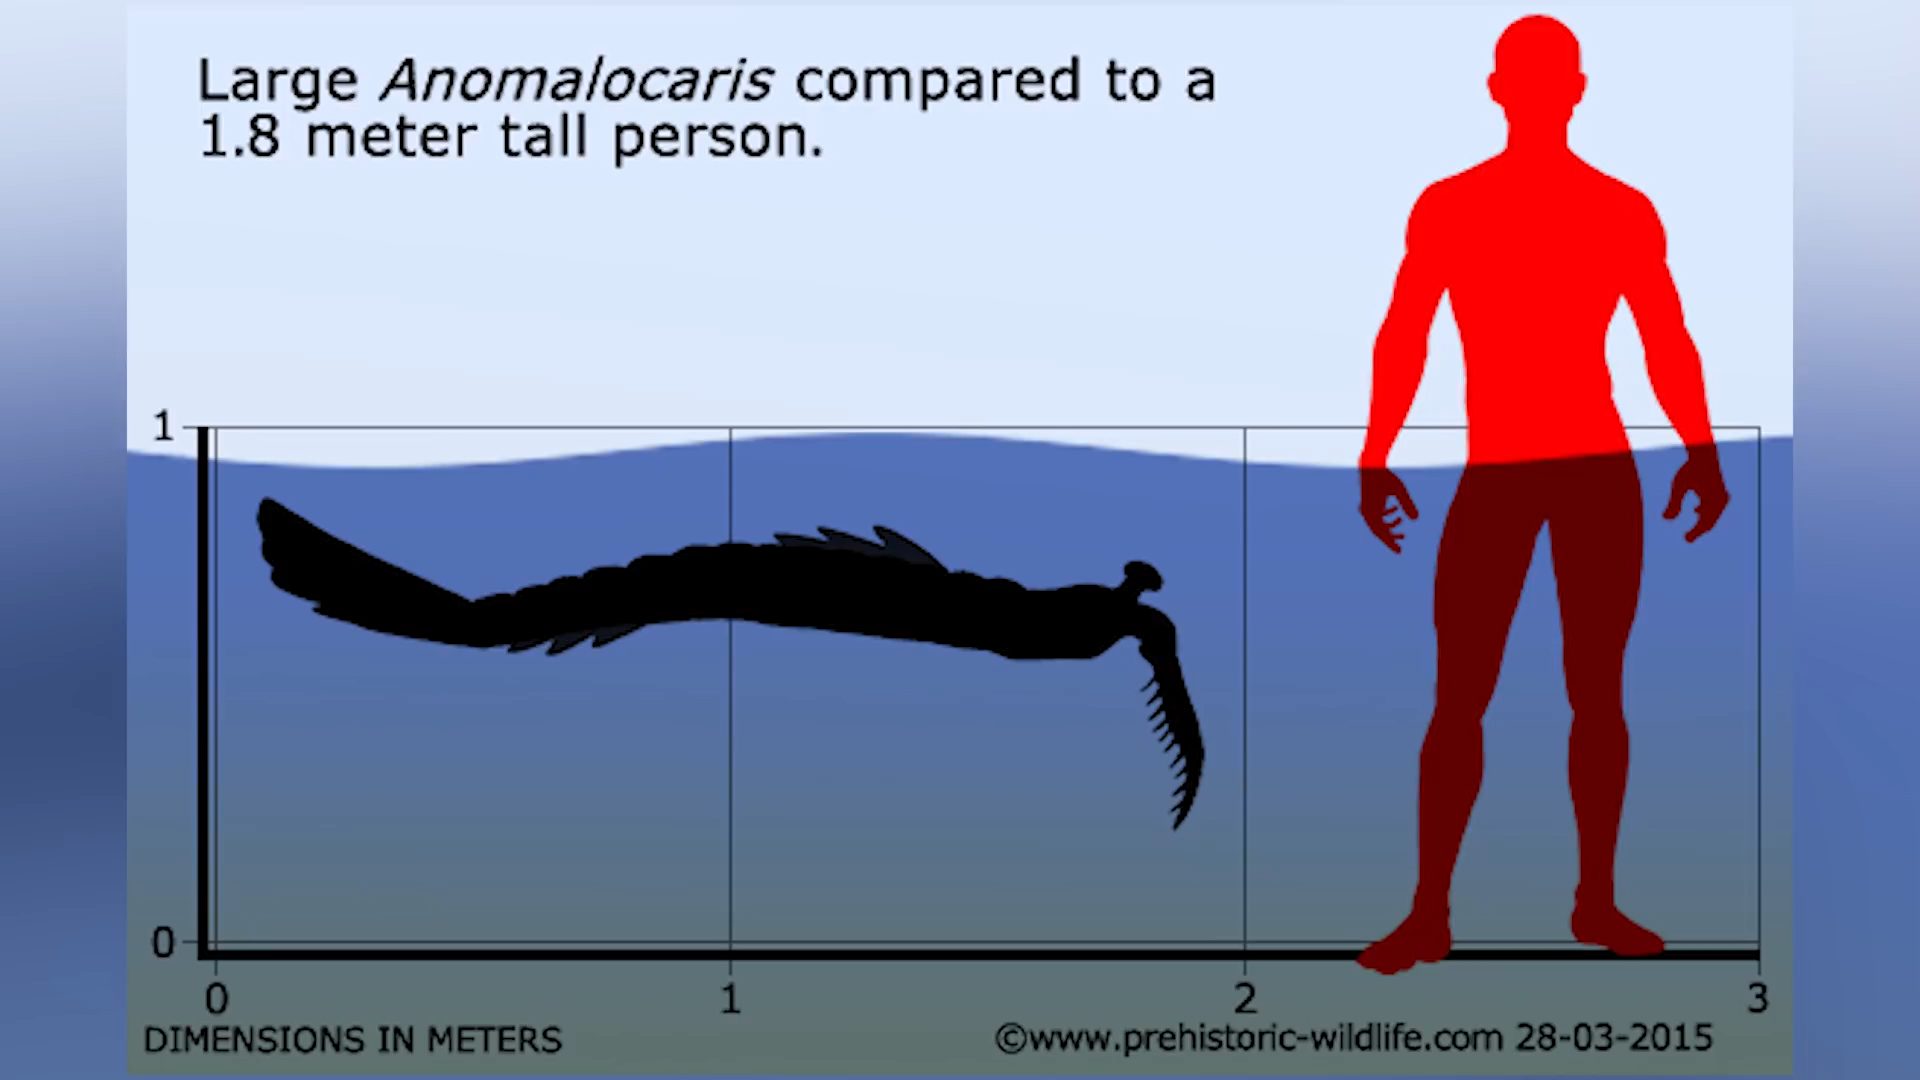 Large Anomalocaris compared to a
1.8 meter tall person.
1
0
0 1 2 3
DIMENSIONS IN METERS
©www.prehistoric-wildlife.com 28-03-2015